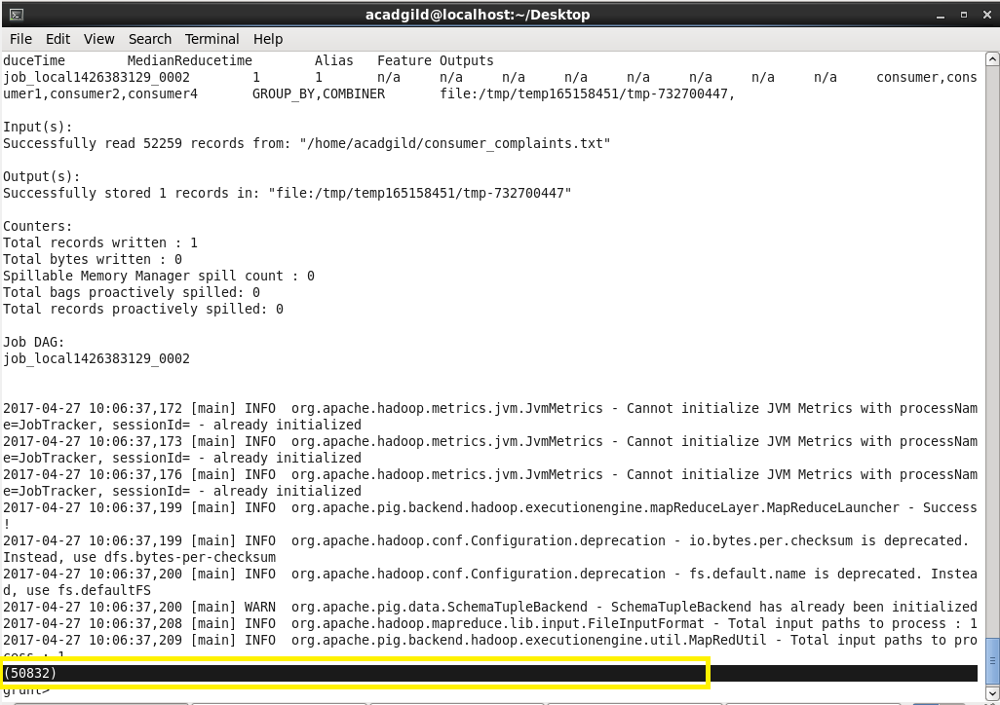 acadgild@localhost:~/Desktop
File Edit View Search Terminal Help
duceTime MedianReducetime Alias Feature Outputs
job_local1426383129_0002 1 1 n/a n/a n/a n/a n/a n/a n/a n/a consumer,cons
umer1,consumer2,consumer4 GROUP_BY,COMBINER file:/tmp/temp165158451/tmp-732700447,
Input(s):
Successfully read 52259 records from: "/home/acadgild/consumer_complaints.txt"
Output(s):
Successfully stored 1 records in: "file:/tmp/temp165158451/tmp-732700447"
Counters:
Total records written : 1
Total bytes written : 0
Spillable Memory Manager spill count : 0
Total bags proactively spilled: 0
Total records proactively spilled: 0
Job DAG:
job_local1426383129_0002
2017-04-27 10:06:37,172 [main] INFO org.apache.hadoop.metrics.jvm.JvmMetrics - Cannot initialize JVM Metrics with processNam
e=JobTracker, sessionId= - already initialized
2017-04-27 10:06:37,173 [main] INFO org.apache.hadoop.metrics.jvm.JvmMetrics - Cannot initialize JVM Metrics with processNam
e=JobTracker, sessionId= - already initialized
2017-04-27 10:06:37,176 [main] INFO org.apache.hadoop.metrics.jvm.JvmMetrics - Cannot initialize JVM Metrics with processNam
e=JobTracker, sessionId= - already initialized
2017-04-27 10:06:37,199 [main] INFO org.apache.pig.backend.hadoop.executionengine.mapReduceLayer.MapReduceLauncher - Success
!
2017-04-27 10:06:37,199 [main] INFO org.apache.hadoop.conf.Configuration.deprecation - io.bytes.per.checksum is deprecated.
Instead, use dfs.bytes-per-checksum
2017-04-27 10:06:37,200 [main] INFO org.apache.hadoop.conf.Configuration.deprecation - fs.default.name is deprecated. Instea
d, use fs.defaultFS
2017-04-27 10:06:37,200 [main] WARN org.apache.pig.data.SchemaTupleBackend - SchemaTupleBackend has already been initialized
2017-04-27 10:06:37,208 [main] INFO org.apache.hadoop.mapreduce.lib.input.FileInputFormat - Total input paths to process : 1
2017-04-27 10:06:37,209 [main] INFO org.apache.pig.backend.hadoop.executionengine.util.MapRedUtil - Total input paths to pro
cess : 1
(50832)
grunt>